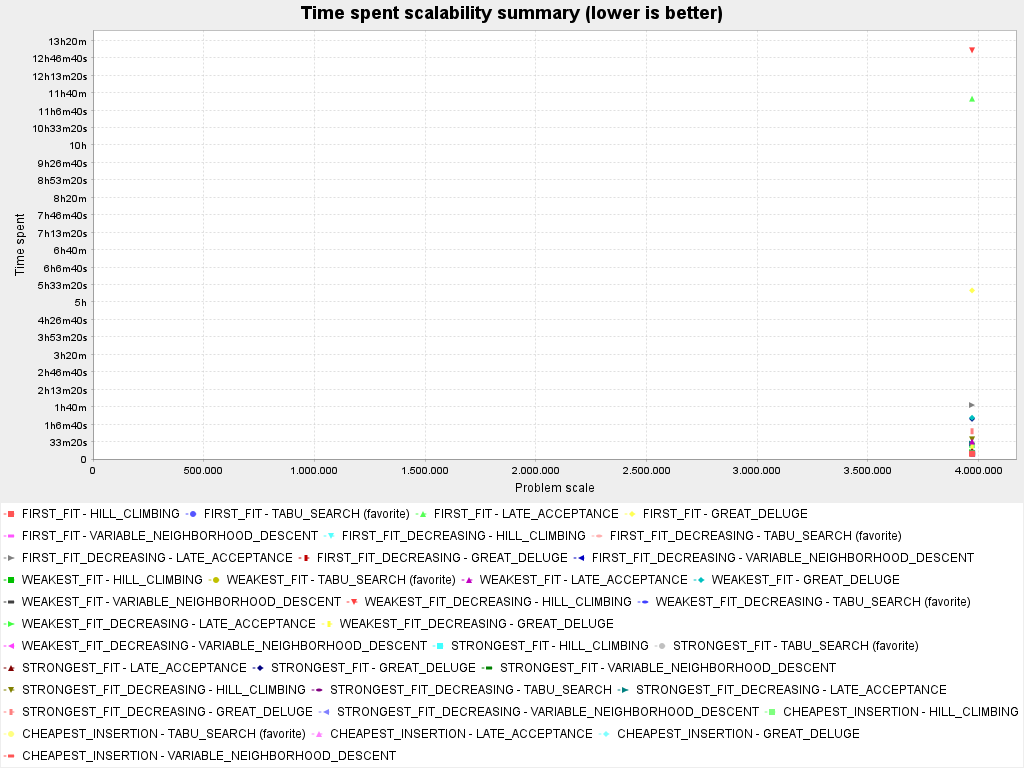 Time spent scalability summary (lower is better)
13h20m
12h46m40s
12h13m20s
11h40m
11h6m40s
10h33m20s
10h
9h26m40s
8h53m20s
8h20m
7h46m40s
7h13m20s
6h40m
6h6m40s
5h33m20s
5h
4h26m40s
3h53m20s
3h20m
2h46m40s
2h13m20s
1h40m
1h6m40s
33m20s
0
Time spent
0 500.000 1.000.000 1.500.000 2.000.000 2.500.000 3.000.000 3.500.000 4.000.000
Problem scale
FIRST_FIT - HILL_CLIMBING FIRST_FIT - TABU_SEARCH (favorite) FIRST_FIT - LATE_ACCEPTANCE FIRST_FIT - GREAT_DELUGE
FIRST_FIT - VARIABLE_NEIGHBORHOOD_DESCENT FIRST_FIT_DECREASING - HILL_CLIMBING FIRST_FIT_DECREASING - TABU_SEARCH (favorite)
FIRST_FIT_DECREASING - LATE_ACCEPTANCE FIRST_FIT_DECREASING - GREAT_DELUGE FIRST_FIT_DECREASING - VARIABLE_NEIGHBORHOOD_DESCENT
WEAKEST_FIT - HILL_CLIMBING WEAKEST_FIT - TABU_SEARCH (favorite) WEAKEST_FIT - LATE_ACCEPTANCE WEAKEST_FIT - GREAT_DELUGE
WEAKEST_FIT - VARIABLE_NEIGHBORHOOD_DESCENT WEAKEST_FIT_DECREASING - HILL_CLIMBING WEAKEST_FIT_DECREASING - TABU_SEARCH (favorite)
WEAKEST_FIT_DECREASING - LATE_ACCEPTANCE WEAKEST_FIT_DECREASING - GREAT_DELUGE
WEAKEST_FIT_DECREASING - VARIABLE_NEIGHBORHOOD_DESCENT STRONGEST_FIT - HILL_CLIMBING STRONGEST_FIT - TABU_SEARCH (favorite)
STRONGEST_FIT - LATE_ACCEPTANCE STRONGEST_FIT - GREAT_DELUGE STRONGEST_FIT - VARIABLE_NEIGHBORHOOD_DESCENT
STRONGEST_FIT_DECREASING - HILL_CLIMBING STRONGEST_FIT_DECREASING - TABU_SEARCH STRONGEST_FIT_DECREASING - LATE_ACCEPTANCE
STRONGEST_FIT_DECREASING - GREAT_DELUGE STRONGEST_FIT_DECREASING - VARIABLE_NEIGHBORHOOD_DESCENT CHEAPEST_INSERTION - HILL_CLIMBING
CHEAPEST_INSERTION - TABU_SEARCH (favorite) CHEAPEST_INSERTION - LATE_ACCEPTANCE CHEAPEST_INSERTION - GREAT_DELUGE
CHEAPEST_INSERTION - VARIABLE_NEIGHBORHOOD_DESCENT